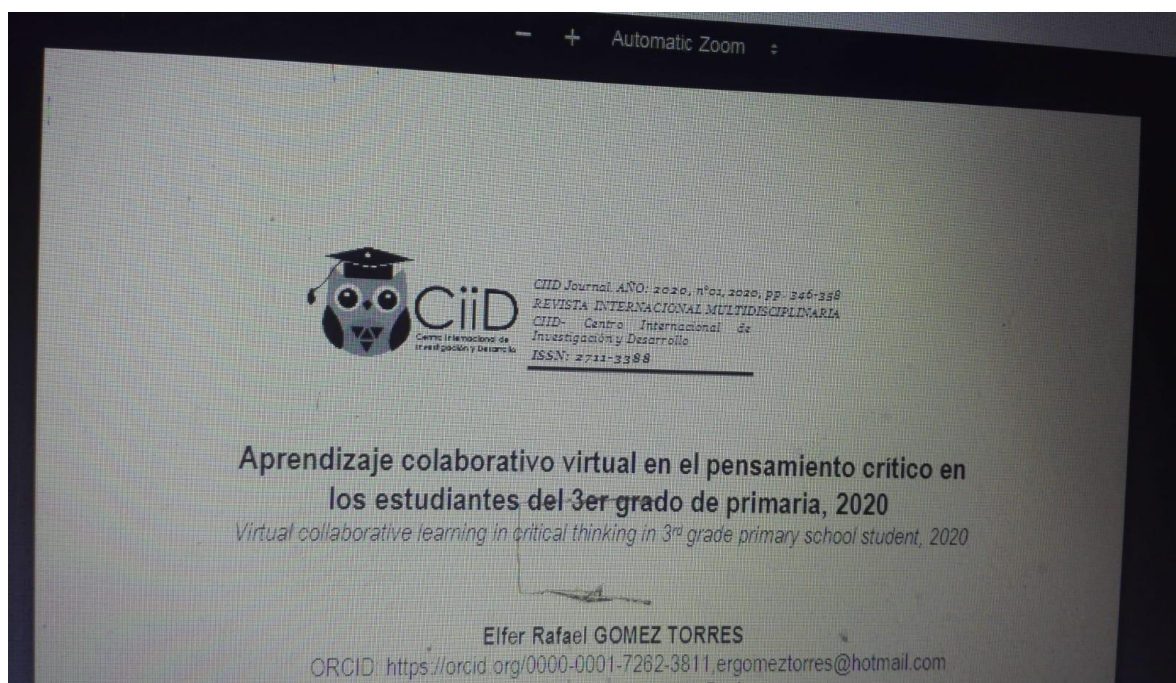 − + Automatic Zoom
CiiD
Centro Internacional de
Investigación y Desarrollo
CIID Journal. AÑO: 2020, n°01, 2020, pp. 346-358
REVISTA INTERNACIONAL MULTIDISCIPLINARIA
CIID- Centro Internacional de
Investigación y Desarrollo
ISSN: 2711-3388
Aprendizaje colaborativo virtual en el pensamiento crítico en
los estudiantes del 3er grado de primaria, 2020
Virtual collaborative learning in critical thinking in 3rd grade primary school student, 2020
Elfer Rafael GOMEZ TORRES
ORCID: https://orcid.org/0000-0001-7262-3811,ergomeztorres@hotmail.com